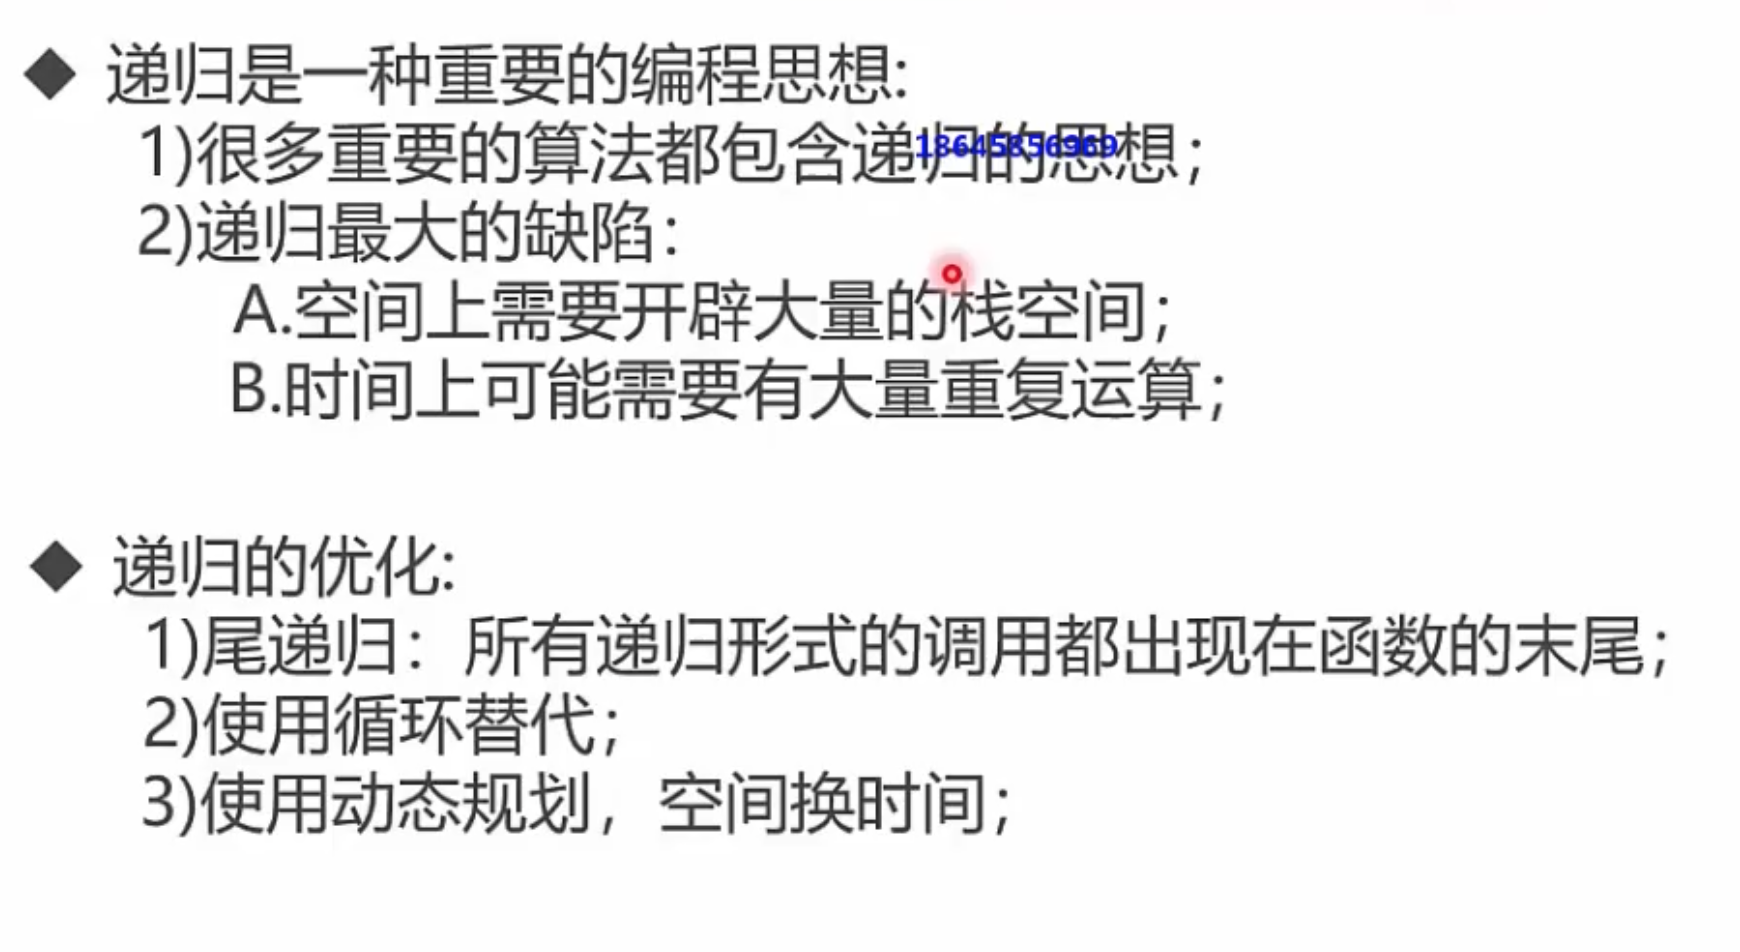 ◆ 递归是一种重要的编程思想:
1)很多重要的算法都包含递归的思想；
18645856969
2)递归最大的缺陷：
A.空间上需要开辟大量的栈空间；
B.时间上可能需要有大量重复运算；
◆ 递归的优化:
1)尾递归：所有递归形式的调用都出现在函数的末尾；
2)使用循环替代；
3)使用动态规划，空间换时间；